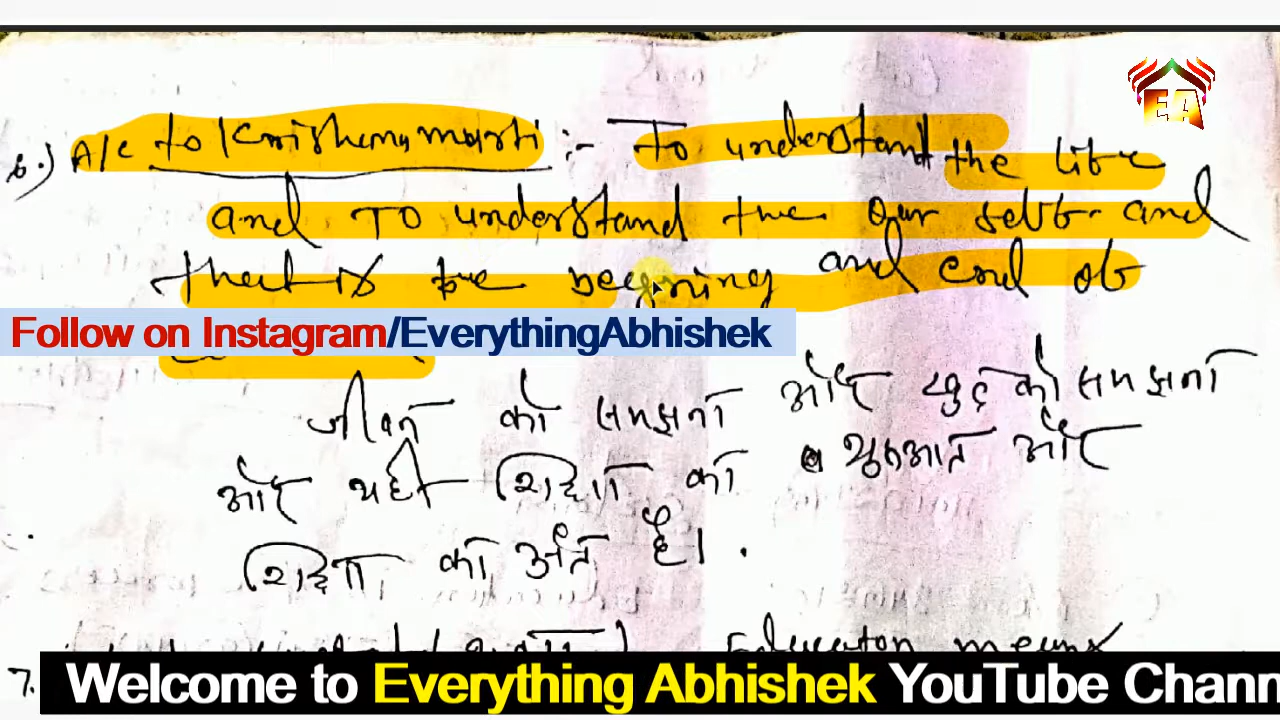 EA
6.) A/c to Krishnamurti :- To understand the life
and To understand the our self. and
that is the beginning and end of
Follow on Instagram/EverythingAbhishek
जीवन को समझना और खुद को समझना
और यही शिक्षा का शुरुआत और
शिक्षा का अंत है।
7. Education means
Welcome to Everything Abhishek YouTube Chann